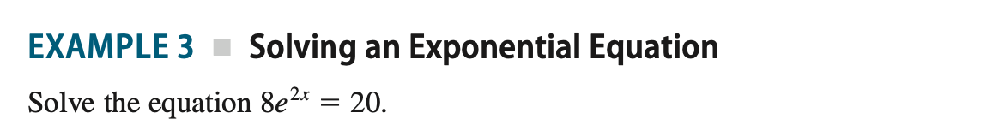 EXAMPLE 3 ■ Solving an Exponential Equation
Solve the equation 8e^{2x} = 20.